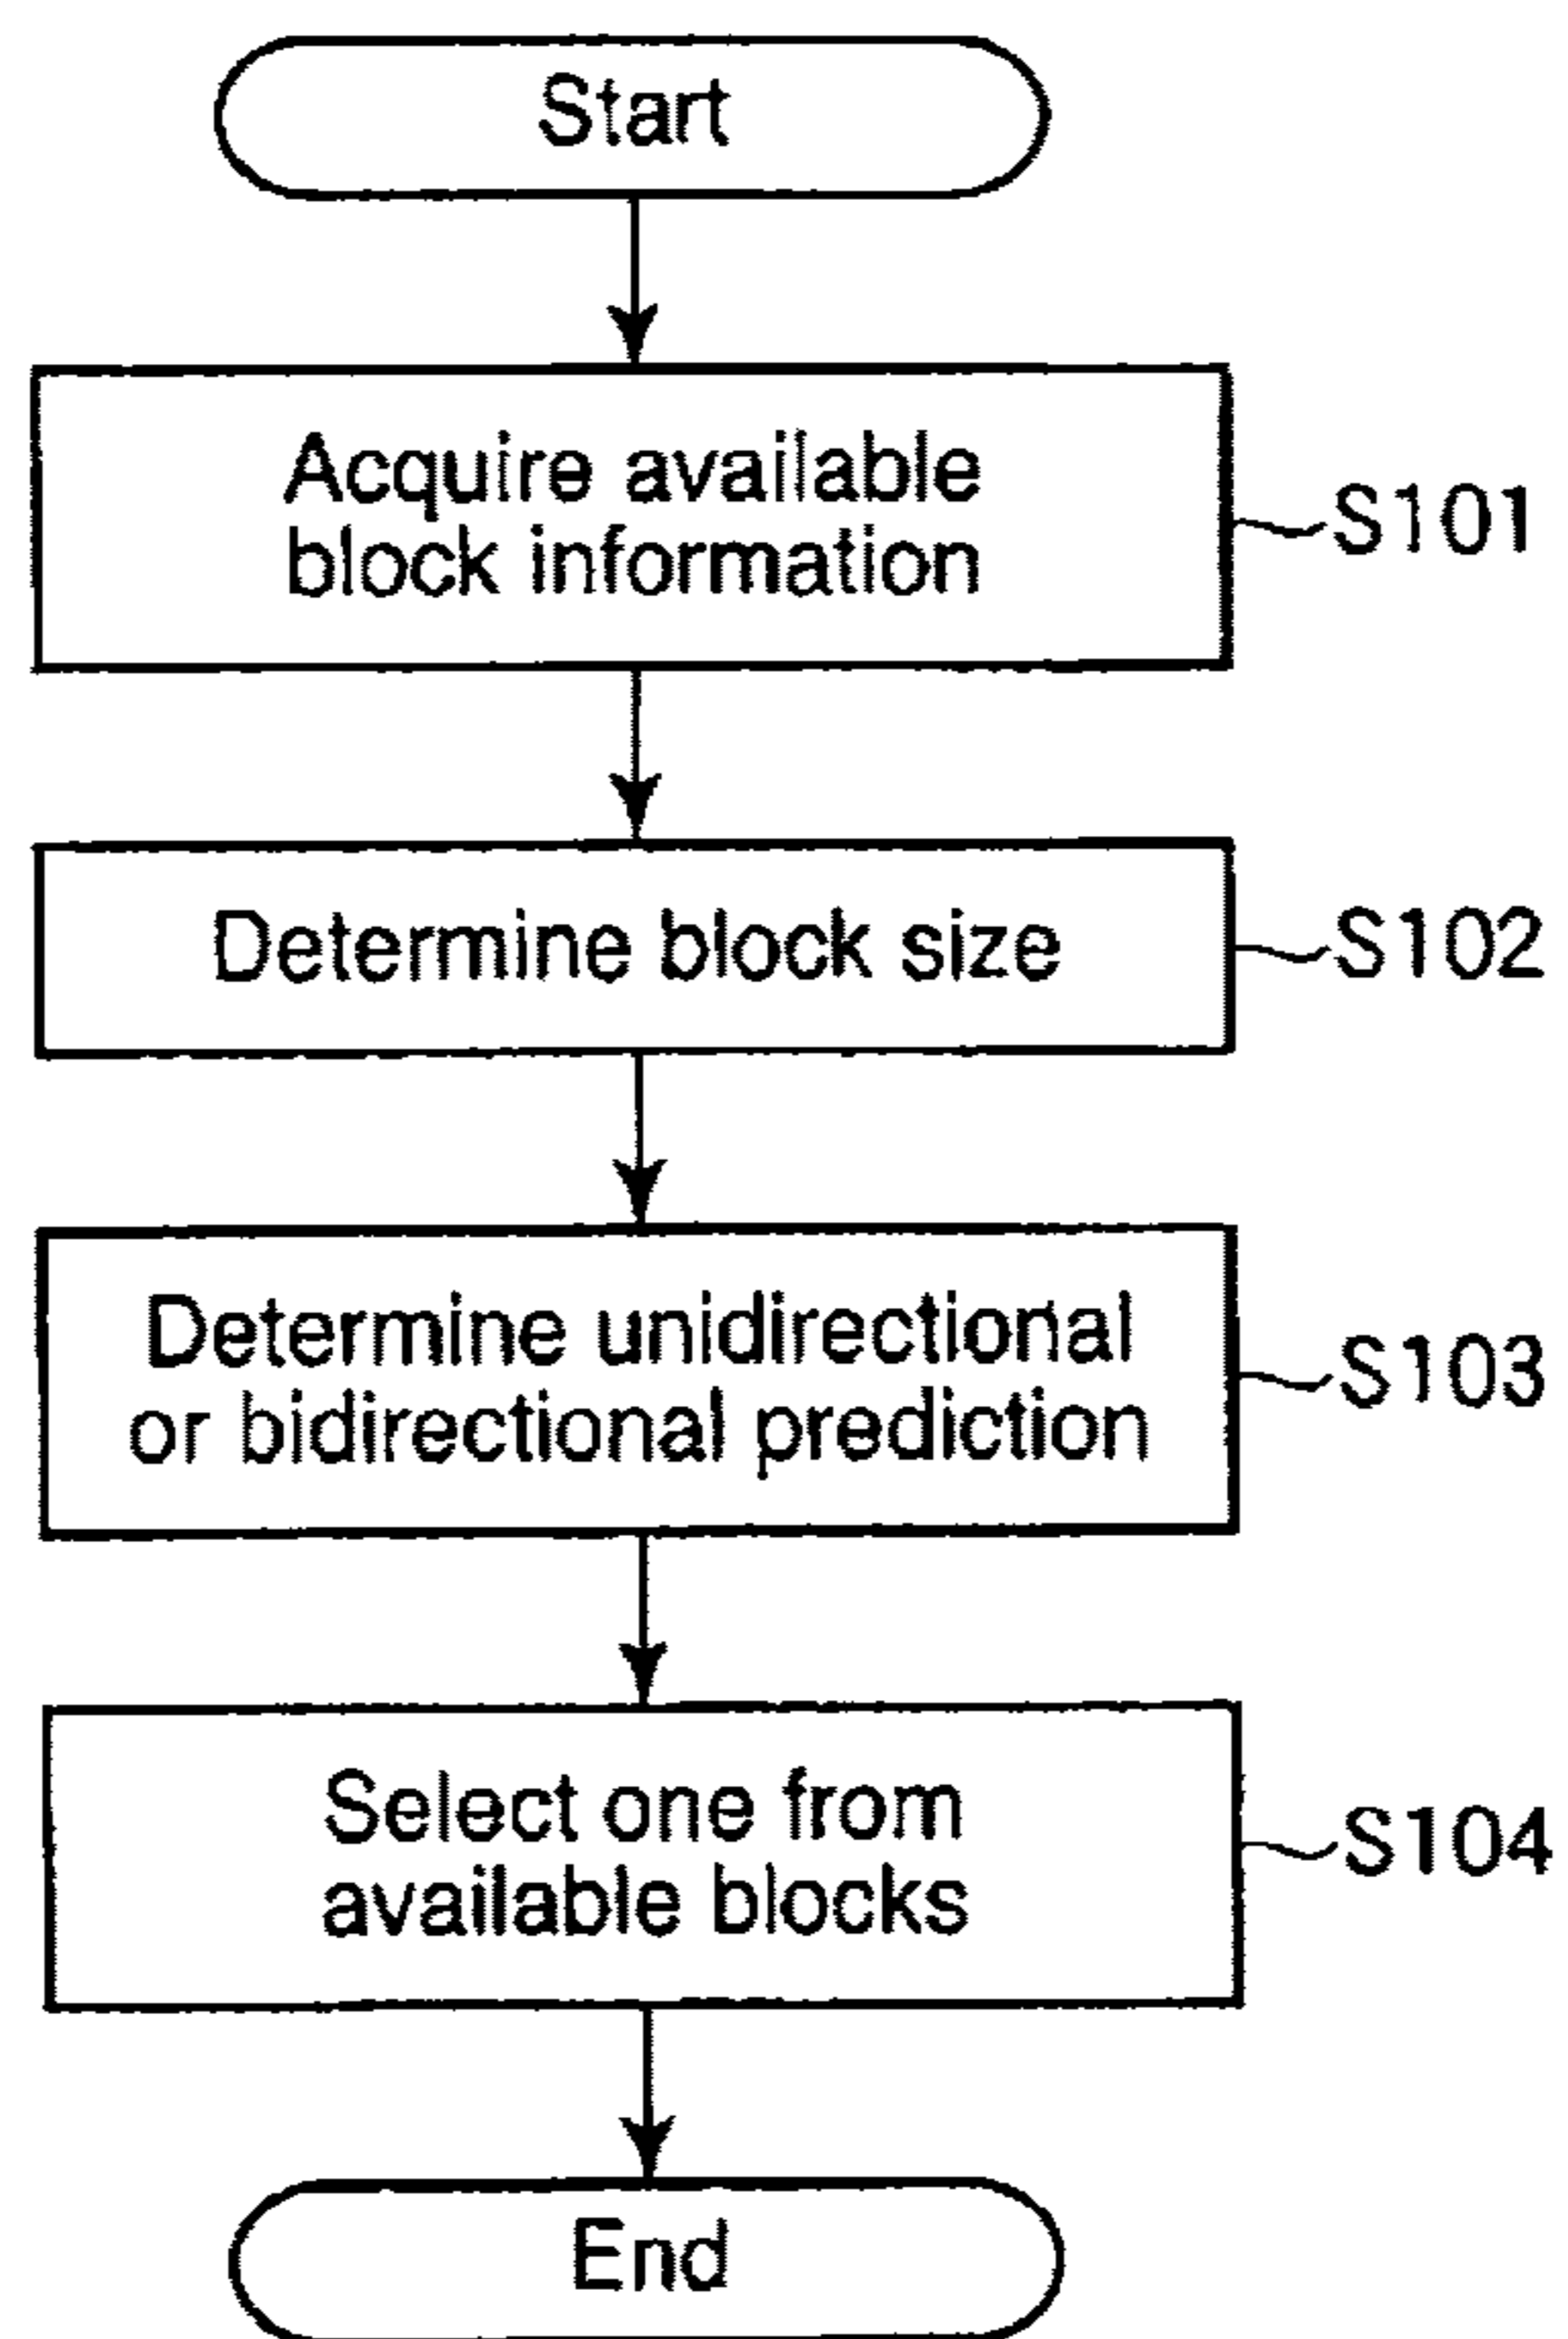 Start
Acquire available
block information
S101
Determine block size
S102
Determine unidirectional
or bidirectional prediction
S103
Select one from
available blocks
S104
End